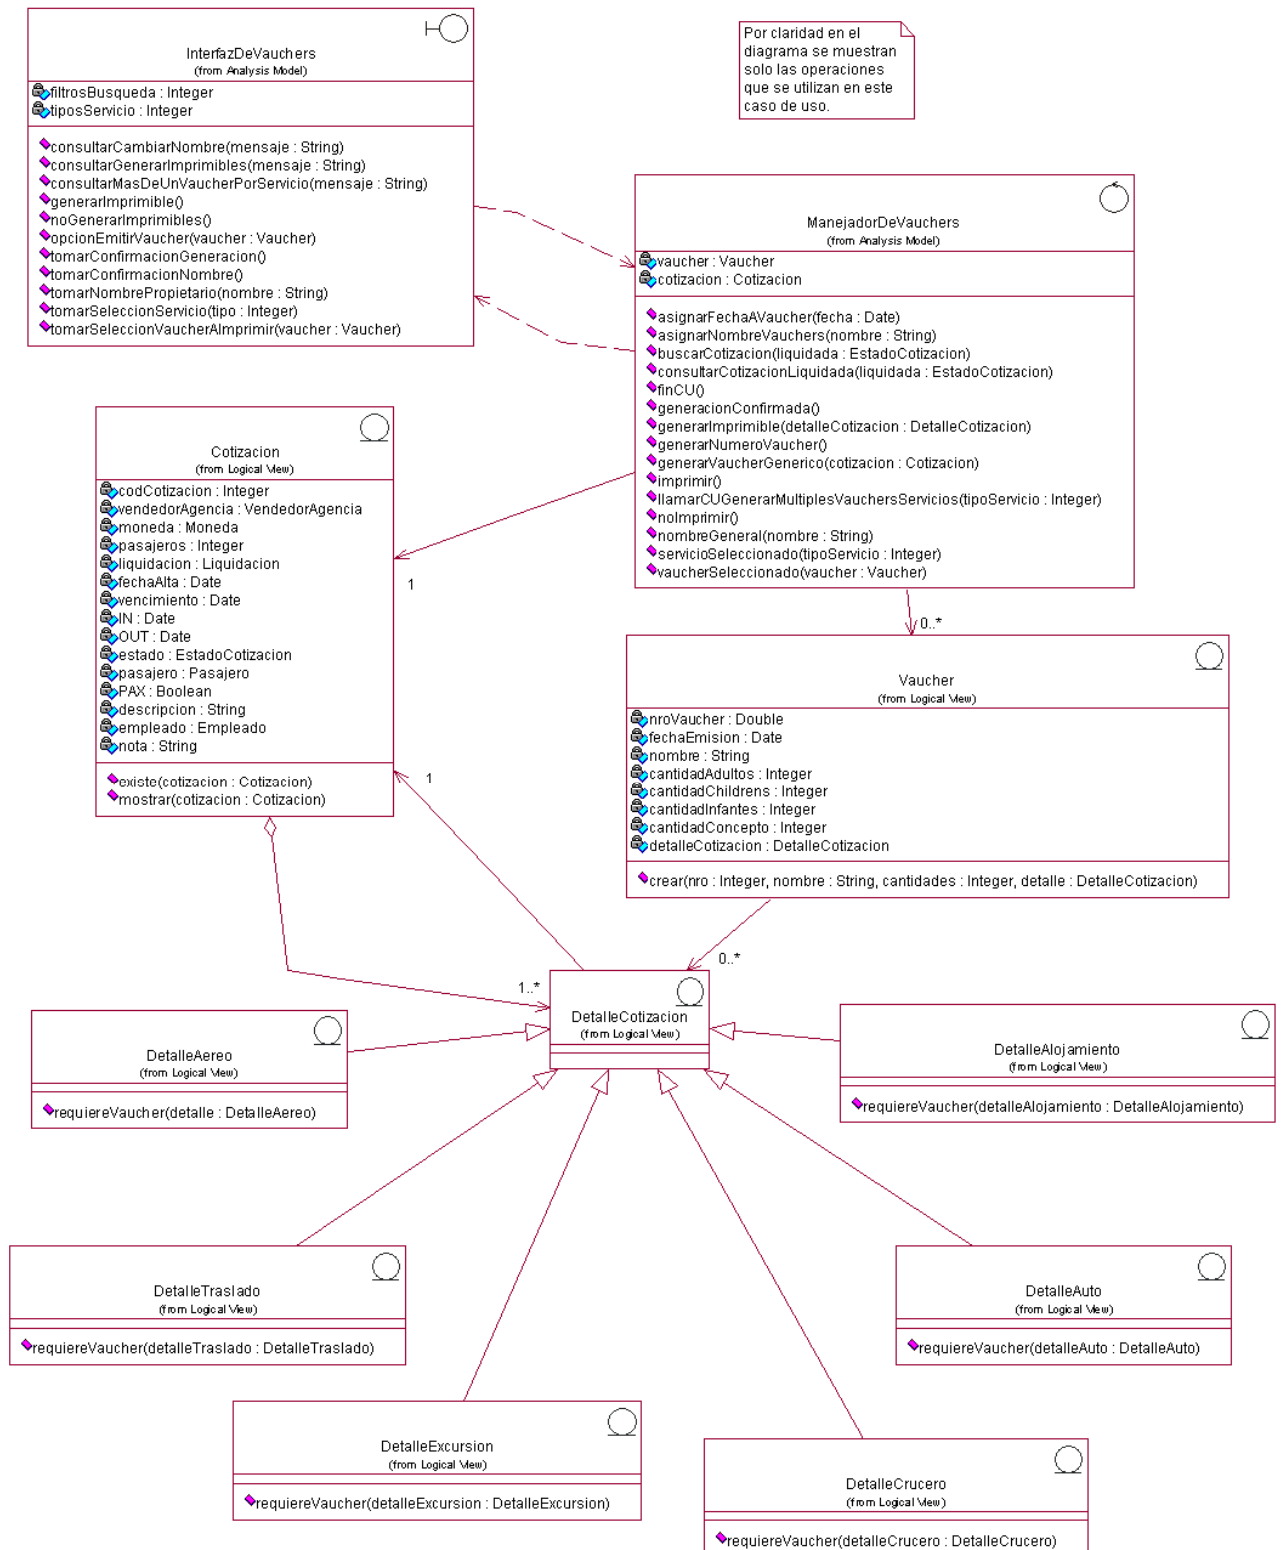 InterfazDeVauchers
(from Analysis Model)
filtrosBusqueda : Integer
tiposServicio : Integer
consultarCambiarNombre(mensaje : String)
consultarGenerarImprimibles(mensaje : String)
consultarMasDeUnVaucherPorServicio(mensaje : String)
generarImprimible()
noGenerarImprimibles()
opcionEmitirVaucher(vaucher : Vaucher)
tomarConfirmacionGeneracion()
tomarConfirmacionNombre()
tomarNombrePropietario(nombre : String)
tomarSeleccionServicio(tipo : Integer)
tomarSeleccionVaucherAImprimir(vaucher : Vaucher)
Por claridad en el
diagrama se muestran
solo las operaciones
que se utilizan en este
caso de uso.
ManejadorDeVauchers
(from Analysis Model)
vaucher : Vaucher
cotizacion : Cotizacion
asignarFechaAVaucher(fecha : Date)
asignarNombreVauchers(nombre : String)
buscarCotizacion(liquidada : EstadoCotizacion)
consultarCotizacionLiquidada(liquidada : EstadoCotizacion)
finCU()
generacionConfirmada()
generarImprimible(detalleCotizacion : DetalleCotizacion)
generarNumeroVaucher()
generarVaucherGenerico(cotizacion : Cotizacion)
imprimir()
llamarCUGenerarMultiplesVauchersServicios(tipoServicio : Integer)
noImprimir()
nombreGeneral(nombre : String)
servicioSeleccionado(tipoServicio : Integer)
vaucherSeleccionado(vaucher : Vaucher)
Cotizacion
(from Logical View)
codCotizacion : Integer
vendedorAgencia : VendedorAgencia
moneda : Moneda
pasajeros : Integer
liquidacion : Liquidacion
fechaAlta : Date
vencimiento : Date
IN : Date
OUT : Date
estado : EstadoCotizacion
pasajero : Pasajero
PAX : Boolean
descripcion : String
empleado : Empleado
nota : String
existe(cotizacion : Cotizacion)
mostrar(cotizacion : Cotizacion)
1
0..*
Vaucher
(from Logical View)
nroVaucher : Double
fechaEmision : Date
nombre : String
cantidadAdultos : Integer
cantidadChildrens : Integer
cantidadInfantes : Integer
cantidadConcepto : Integer
detalleCotizacion : DetalleCotizacion
crear(nro : Integer, nombre : String, cantidades : Integer, detalle : DetalleCotizacion)
1
0..*
1..*
DetalleCotizacion
(from Logical View)
DetalleAereo
(from Logical View)
requiereVaucher(detalle : DetalleAereo)
DetalleAlojamiento
(from Logical View)
requiereVaucher(detalleAlojamiento : DetalleAlojamiento)
DetalleTraslado
(from Logical View)
requiereVaucher(detalleTraslado : DetalleTraslado)
DetalleAuto
(from Logical View)
requiereVaucher(detalleAuto : DetalleAuto)
DetalleExcursion
(from Logical View)
requiereVaucher(detalleExcursion : DetalleExcursion)
DetalleCrucero
(from Logical View)
requiereVaucher(detalleCrucero : DetalleCrucero)